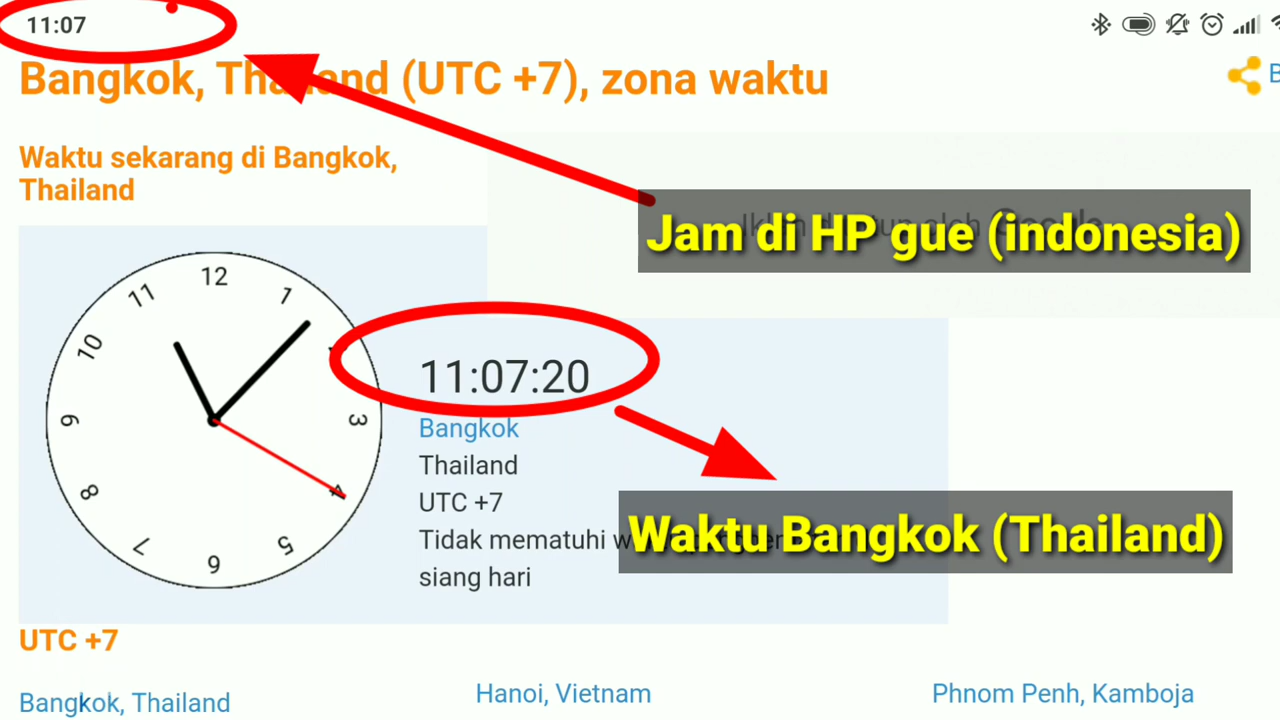 11:07
Bangkok, Thailand (UTC +7), zona waktu
B
Waktu sekarang di Bangkok,
Thailand
Jam di HP gue (indonesia)
12
1
11
10
3
9
4
8
5
7
6
11:07:20
Bangkok
Thailand
UTC +7
Tidak mematuhi
Waktu Bangkok (Thailand)
siang hari
UTC +7
Bangkok, Thailand
Hanoi, Vietnam
Phnom Penh, Kamboja